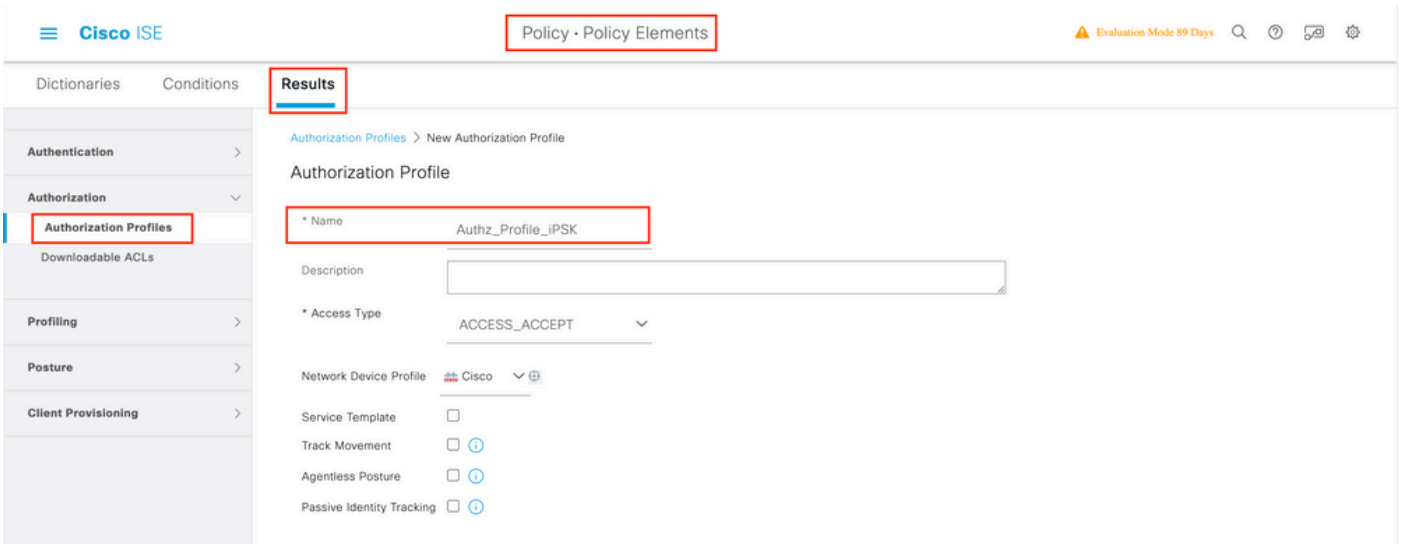 Cisco ISE
Policy · Policy Elements
Evaluation Mode 89 Days
Dictionaries Conditions Results
Authentication
Authorization
Authorization Profiles
Downloadable ACLs
Profiling
Posture
Client Provisioning
Authorization Profiles > New Authorization Profile
Authorization Profile
* Name Authz_Profile_iPSK
Description
* Access Type ACCESS_ACCEPT
Network Device Profile Cisco
Service Template
Track Movement
Agentless Posture
Passive Identity Tracking